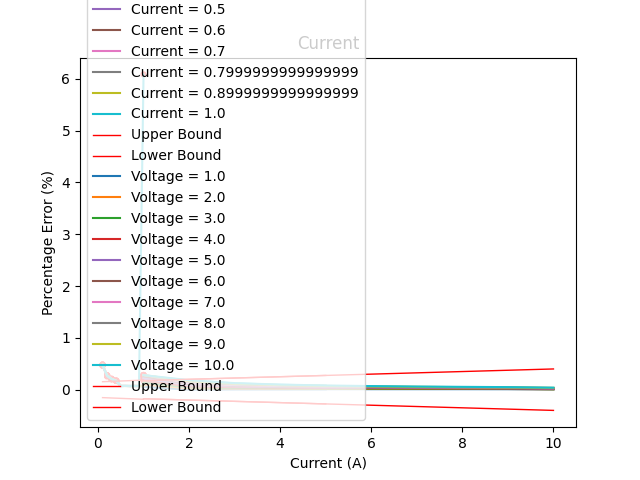 Current = 0.5
Current = 0.6
Current = 0.7
Current = 0.7999999999999999
Current = 0.8999999999999999
Current = 1.0
Upper Bound
Lower Bound
Voltage = 1.0
Voltage = 2.0
Voltage = 3.0
Voltage = 4.0
Voltage = 5.0
Voltage = 6.0
Voltage = 7.0
Voltage = 8.0
Voltage = 9.0
Voltage = 10.0
Upper Bound
Lower Bound
Current
Percentage Error (%)
6
5
4
3
2
1
0
0 2 4 6 8 10
Current (A)